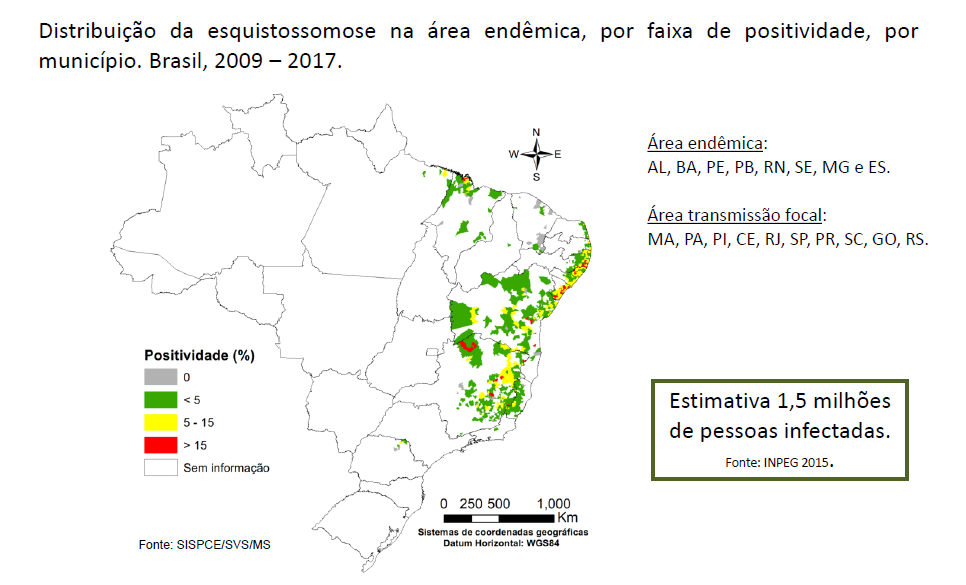 Distribuição da esquistossomose na área endêmica, por faixa de positividade, por
município. Brasil, 2009 – 2017.
N
W E
S
Área endêmica:
AL, BA, PE, PB, RN, SE, MG e ES.
Área transmissão focal:
MA, PA, PI, CE, RJ, SP, PR, SC, GO, RS.
Positividade (%)
0
< 5
5 - 15
> 15
Sem informação
Estimativa 1,5 milhões
de pessoas infectadas.
Fonte: INPEG 2015.
0 250 500 1,000
Km
Sistemas de coordenadas geográficas
Datum Horizontal: WGS84
Fonte: SISPCE/SVS/MS